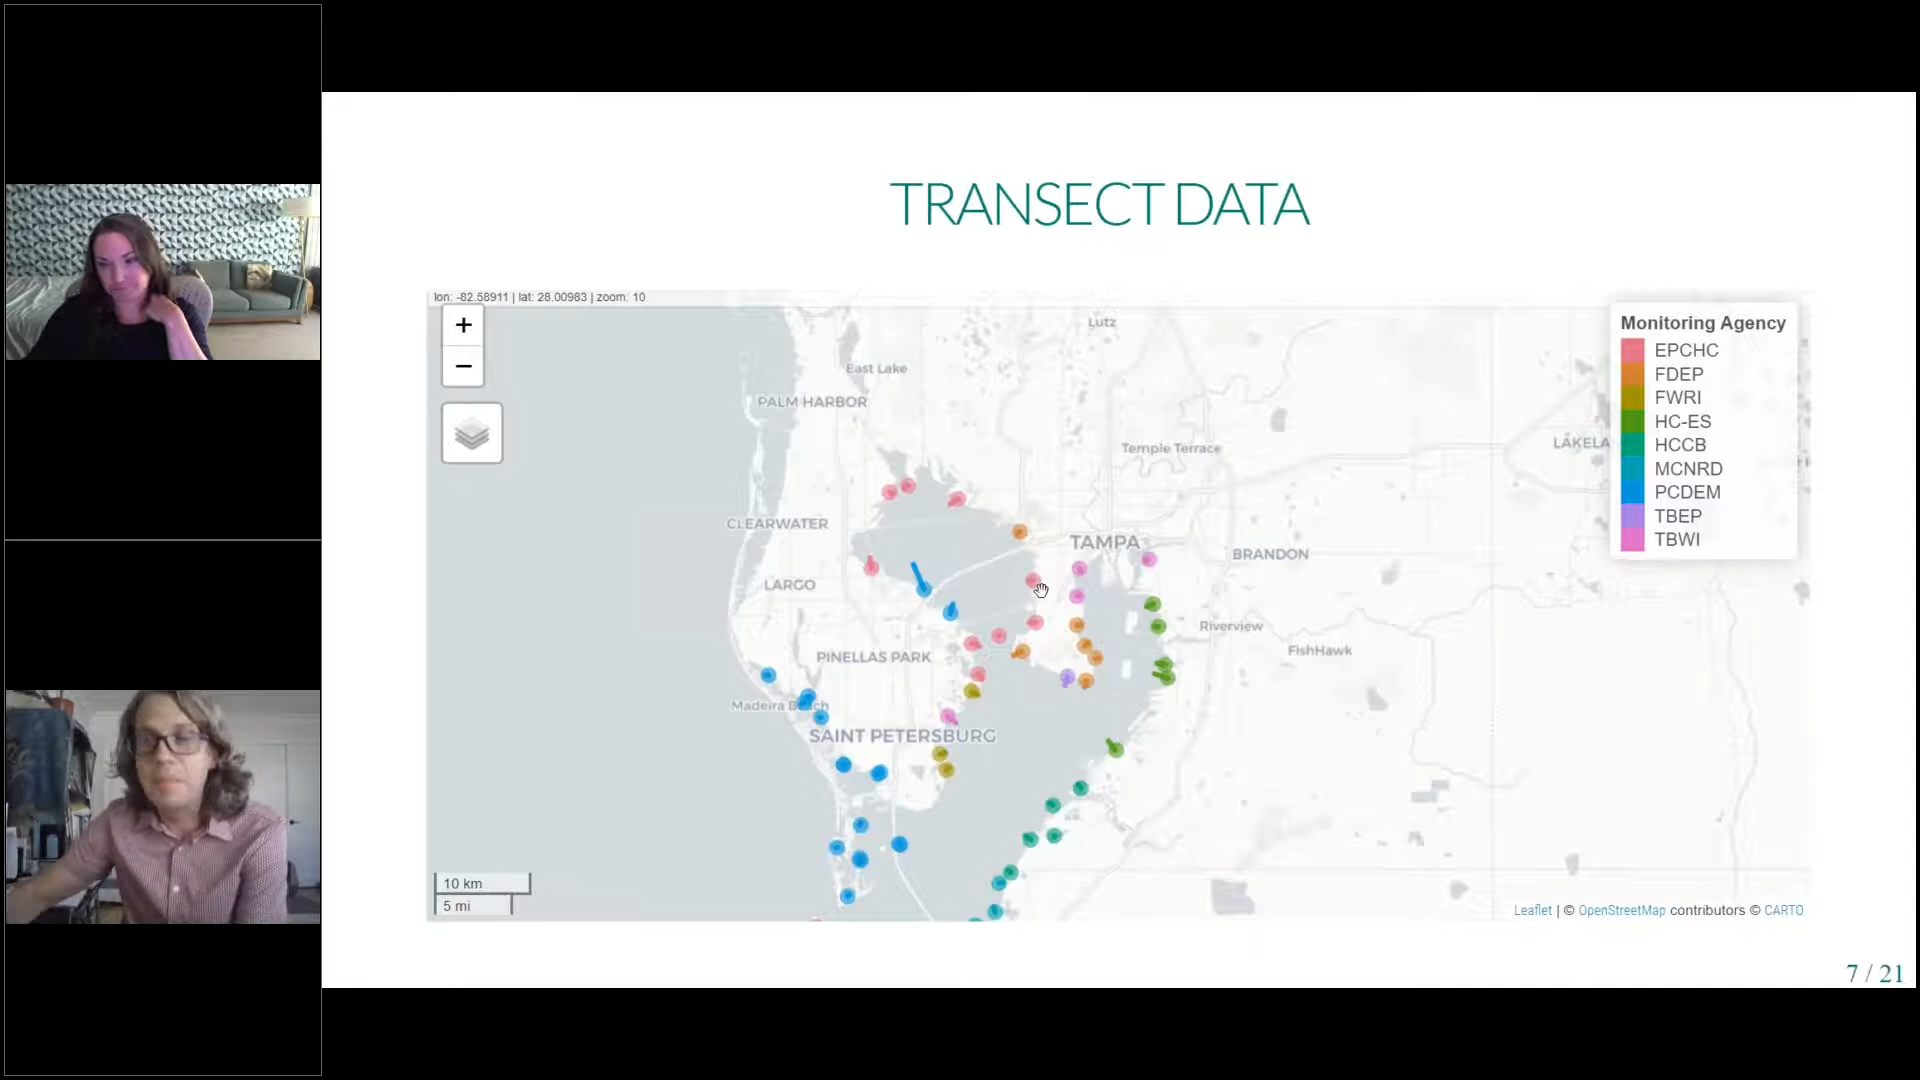 TRANSECT DATA
lon: -82.58911 | lat: 28.00983 | zoom: 10
+
−
Monitoring Agency
EPCHC
FDEP
FWRI
HC-ES
HCCB
MCNRD
PCDEM
TBEP
TBWI
Lutz
East Lake
PALM HARBOR
Temple Terrace
LAKELA
CLEARWATER
TAMPA
BRANDON
LARGO
Riverview
FishHawk
PINELLAS PARK
Madeira B ch
SAINT PETERSBURG
10 km
5 mi
Leaflet | © OpenStreetMap contributors © CARTO
7 / 21